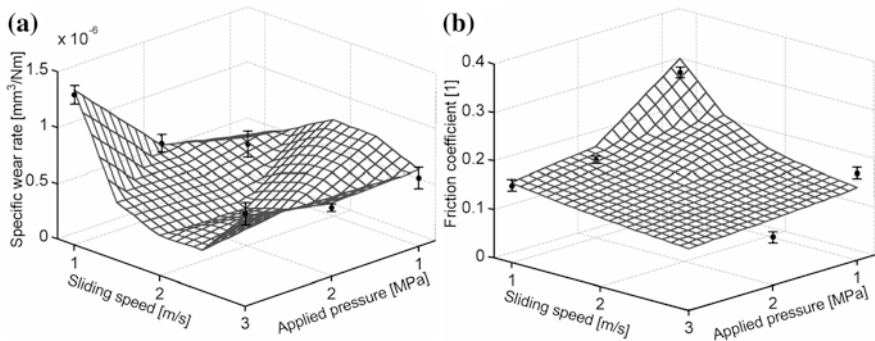 (a)
x 10⁻⁶
Specific wear rate [mm³/Nm]
1.5
1
0.5
0
1
2
3
Sliding speed [m/s]
2
1
Applied pressure [MPa]
(b)
Friction coefficient [1]
0.4
0.3
0.2
0.1
0
1
2
3
Sliding speed [m/s]
2
1
Applied pressure [MPa]